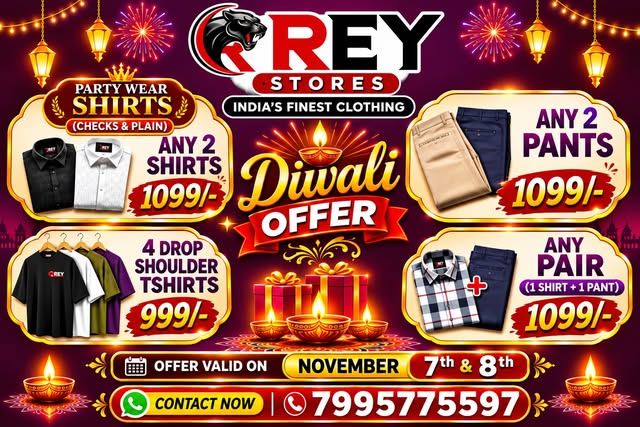 REY
STORES
INDIA'S FINEST CLOTHING
PARTY WEAR
SHIRTS
(CHECKS & PLAIN)
ANY 2
SHIRTS
1099/-
ANY 2
PANTS
1099/-
Diwali
OFFER
4 DROP
SHOULDER
TSHIRTS
999/-
REY
ANY
PAIR
(1 SHIRT + 1 PANT)
1099/-
+
OFFER VALID ON NOVEMBER 7th & 8th
CONTACT NOW 7995775597